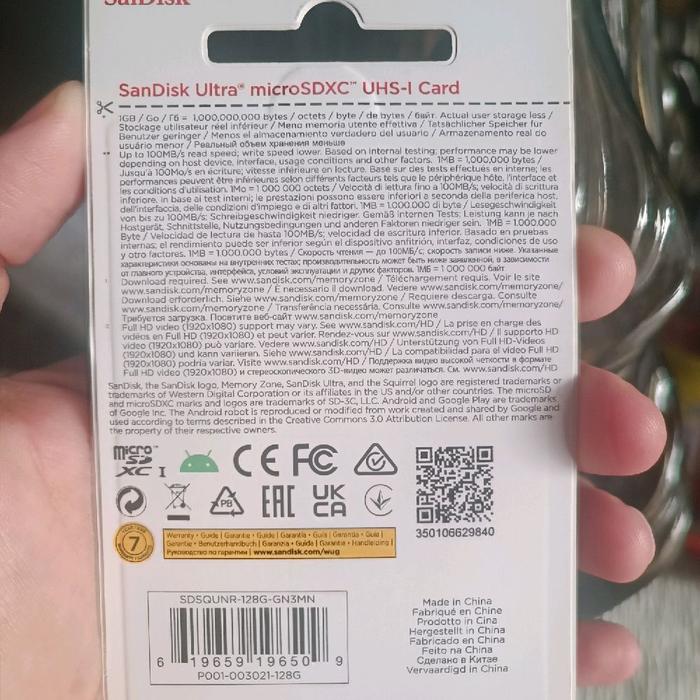 SanDisk
SanDisk Ultra® microSDXC™ UHS-I Card
1GB / Go / Гб = 1,000,000,000 bytes / octets / byte / de bytes / байт. Actual user storage less /
Stockage utilisateur réel inférieur / Meno memoria utente effettiva / Tatsächlicher Speicher für
Benutzer geringer / Menos el almacenamiento verdadero del usuario / Armazenamento real do
usuário menor / Реальный объем хранения меньше
Up to 100MB/s read speed; write speed lower. Based on internal testing; performance may be lower
depending on host device, interface, usage conditions and other factors. 1MB = 1,000,000 bytes /
Jusqu'à 100Mo/s en écriture; vitesse inférieure en lecture. Base sur des tests effectués en interne; les
performances peuvent être inférieures selon différents facteurs tels que le périphérique hôte, l'interface et
les conditions d'utilisation. 1Mo = 1 000 000 octets / Velocità di lettura fino a 100MB/s; velocità di scrittura
inferiore. In base ai test interni; le prestazioni possono essere inferiori a seconda della periferica host,
dell'interfaccia, delle condizioni d'impiego e di altri fattori. 1MB = 1.000.000 di byte / Lesegeschwindigkeit
von bis zu 100MB/s; Schreibgeschwindigkeit niedriger. Gemäß internen Tests; Leistung kann je nach
Hostgerät, Schnittstelle, Nutzungsbedingungen und anderen Faktoren niedriger sein. 1MB = 1.000.000
Byte / Velocidad de lectura de hasta 100MB/s; velocidad de escritura inferior. Basado en pruebas
internas; el rendimiento puede ser inferior según el dispositivo anfitrión, interfaz, condiciones de uso
y otro factores. 1MB = 1.000.000 bytes / Скорость чтения — до 100МБ/с; скорость записи ниже. Указанные
характеристики основаны на внутренних тестах; производительность может быть ниже заявленной, в зависимости
от главного устройства, интерфейса, условий эксплуатации и других факторов. 1МБ = 1 000 000 байт
Download required. See www.sandisk.com/memoryzone / Téléchargement requis. Voir le site
www.sandisk.com/memoryzone / È necessario il download. Vedere www.sandisk.com/memoryzone/
Download erforderlich. Siehe www.sandisk.com/memoryzone / Requiere descarga. Consulte
www.sandisk.com/memoryzone / Transferência necessária. Consulte www.sandisk.com/memoryzone/
Требуется загрузка. Посетите веб-сайт www.sandisk.com/memoryzone
Full HD video (1920x1080) support may vary. See www.sandisk.com/HD / La prise en charge des
vidéos en Full HD (1920x1080) et peut varier. Rendez-vous sur www.sandisk.com/HD / Il supporto HD
video (1920x1080) può variare. Vedere www.sandisk.com/HD / Unterstützung von Full HD-Videos
(1920x1080) und kann variieren. Siehe www.sandisk.com/HD / La compatibilidad para el video Full HD
(1920x1080) podría variar. Visite www.sandisk.com/HD / Поддержка видео высокой четкости в формате
Full HD video (1920x1080) и стереоскопического 3D-видео может различаться. См. www.sandisk.com/HD
SanDisk, the SanDisk logo, Memory Zone, SanDisk Ultra, and the Squirrel logo are registered trademarks or
trademarks of Western Digital Corporation or its affiliates in the US and/or other countries. The microSD
and microSDXC marks and logos are trademarks of SD-3C, LLC. Android and Google Play are trademarks
of Google Inc. The Android robot is reproduced or modified from work created and shared by Google and
used according to terms described in the Creative Commons 3.0 Attribution License. All other marks are
the property of their respective owners.
micro SD XC I CE FC
PB EAC UK CA
350106629840
7
Warranty • Guide | Garantie • Guide | Garantia • Guía | Garantia • Guia |
Garantie • Benutzerhandbuch | Garanzia • Guida | Garantie • Handleiding |
Руководство по гарантии | www.sandisk.com/wug
SDSQUNR-128G-GN3MN
6 19659 19650 9
P001-003021-128G
Made in China
Fabriqué en Chine
Prodotto in Cina
Hergestellt in China
Fabricado en China
Feito na China
Сделано в Китае
Vervaardigd in China